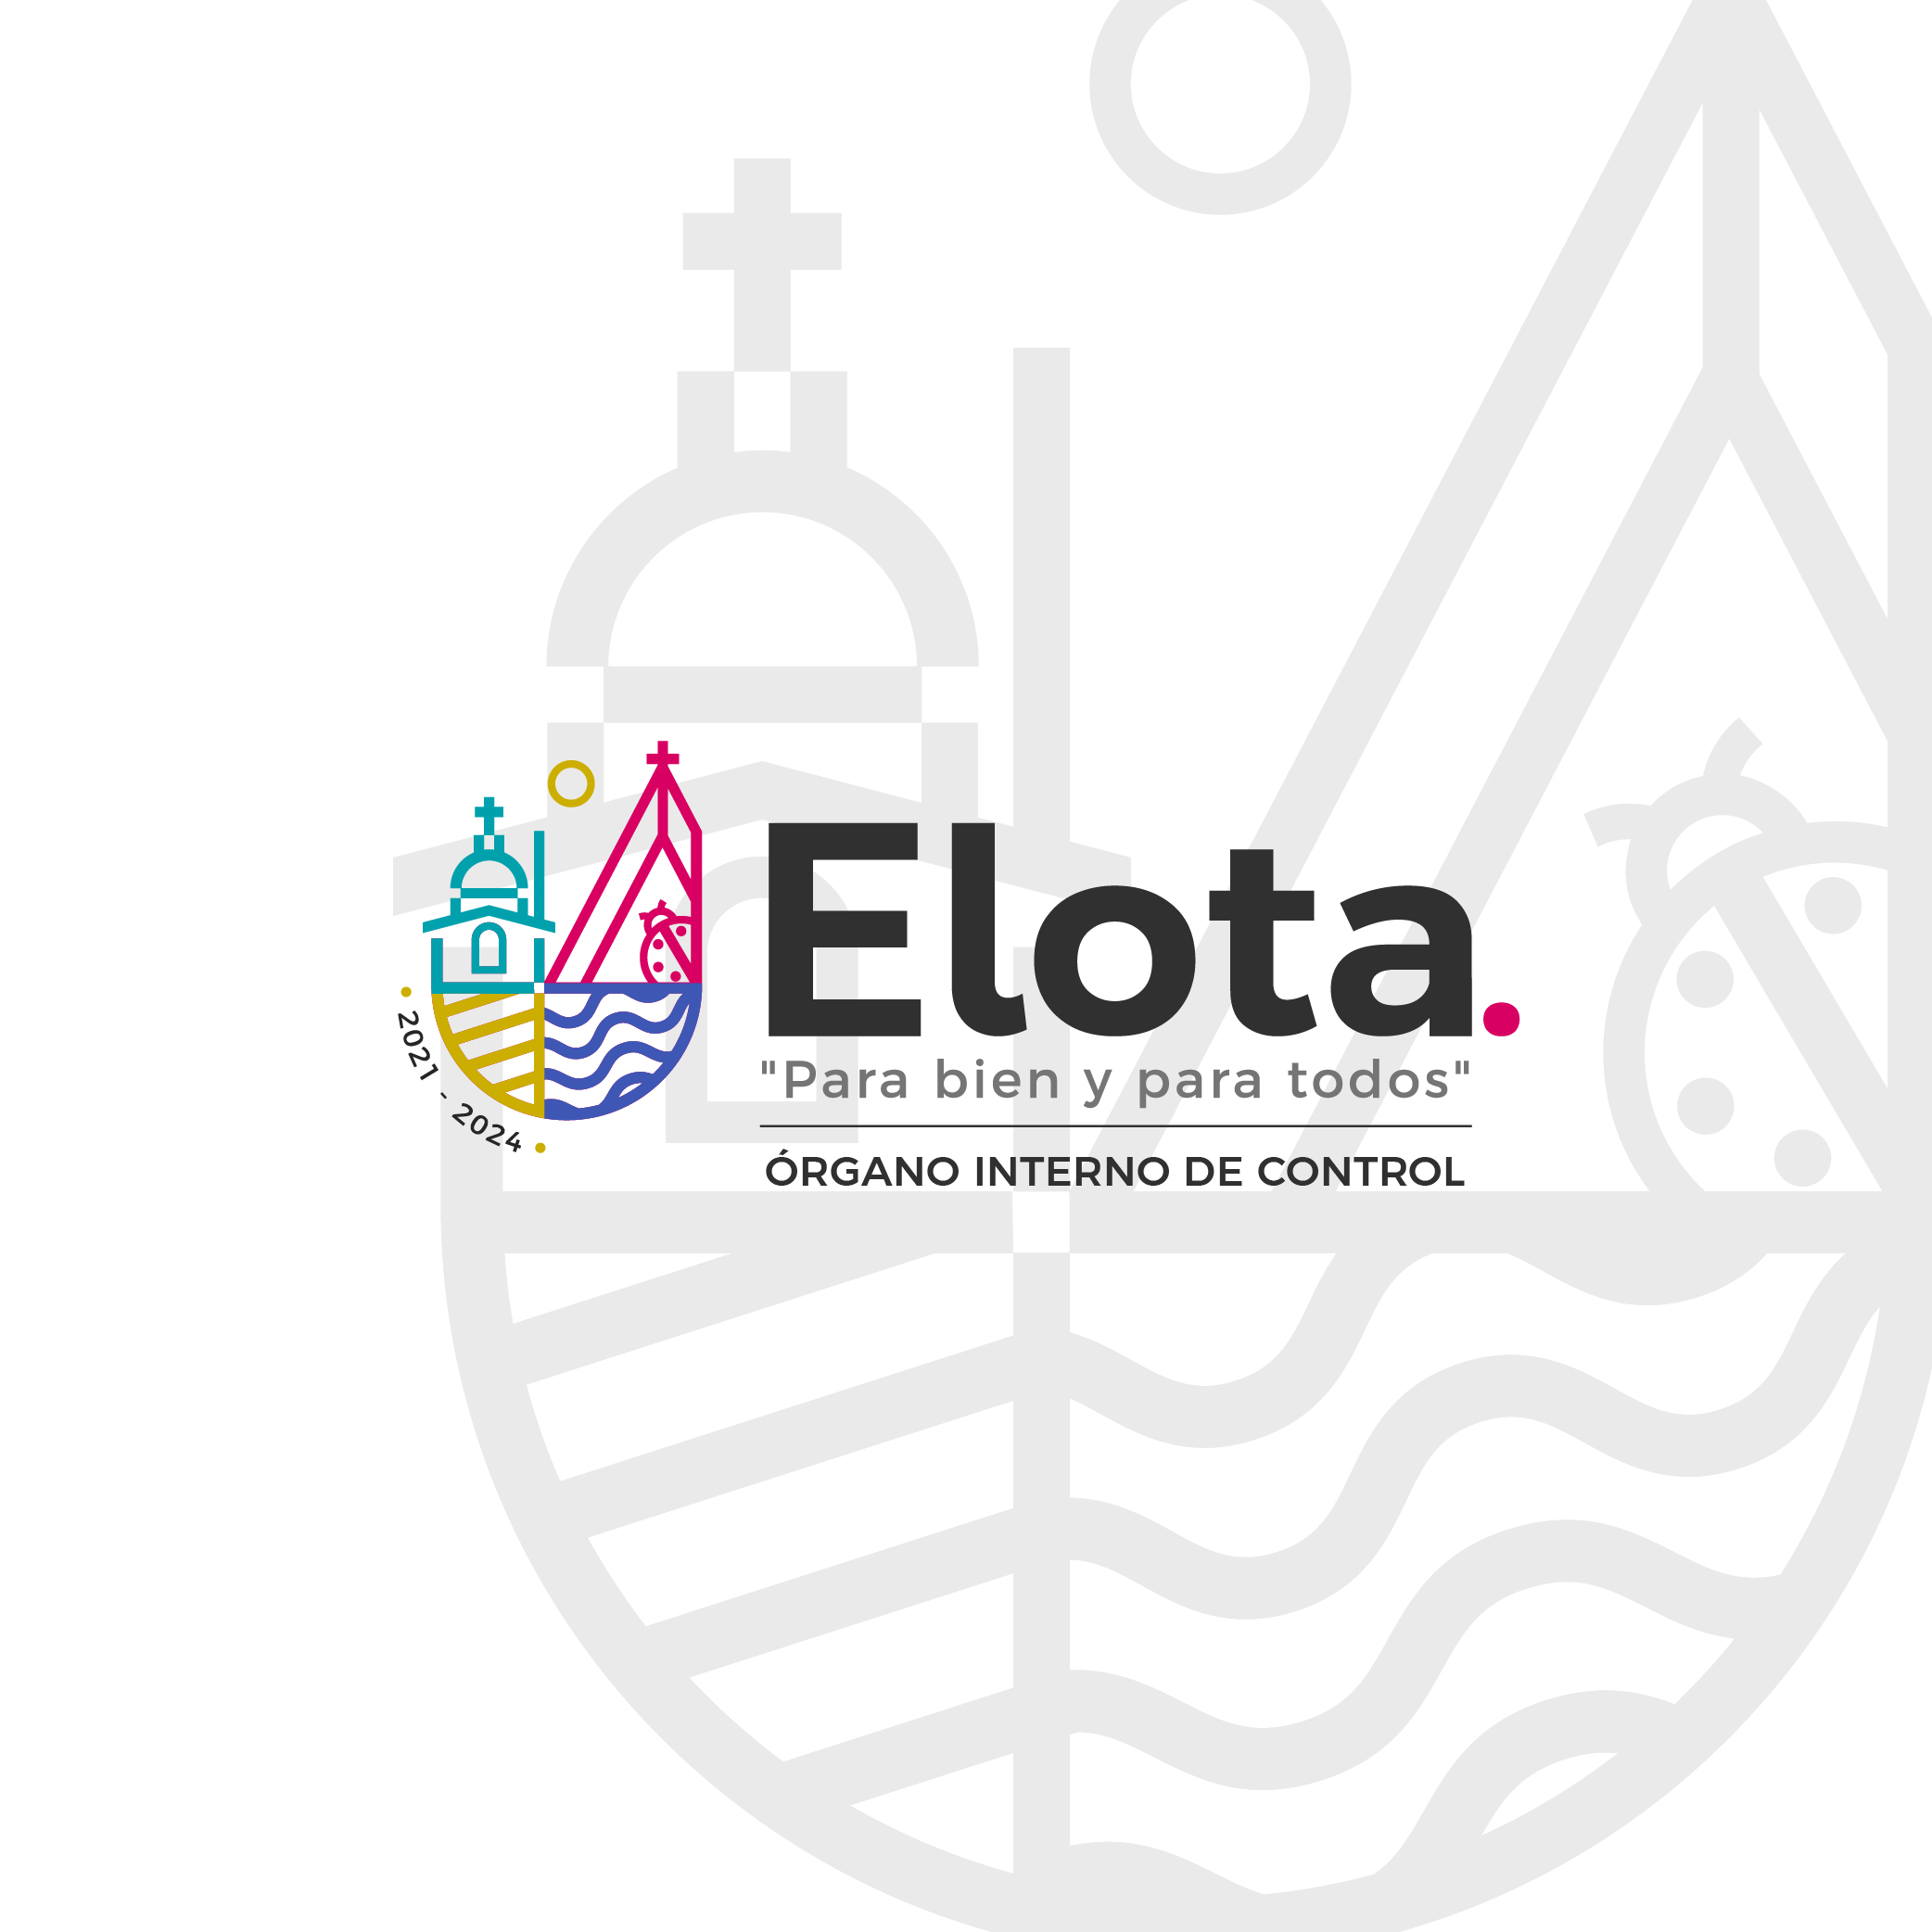 Elota.
"Para bien y para todos"
ÓRGANO INTERNO DE CONTROL
2021 - 2024